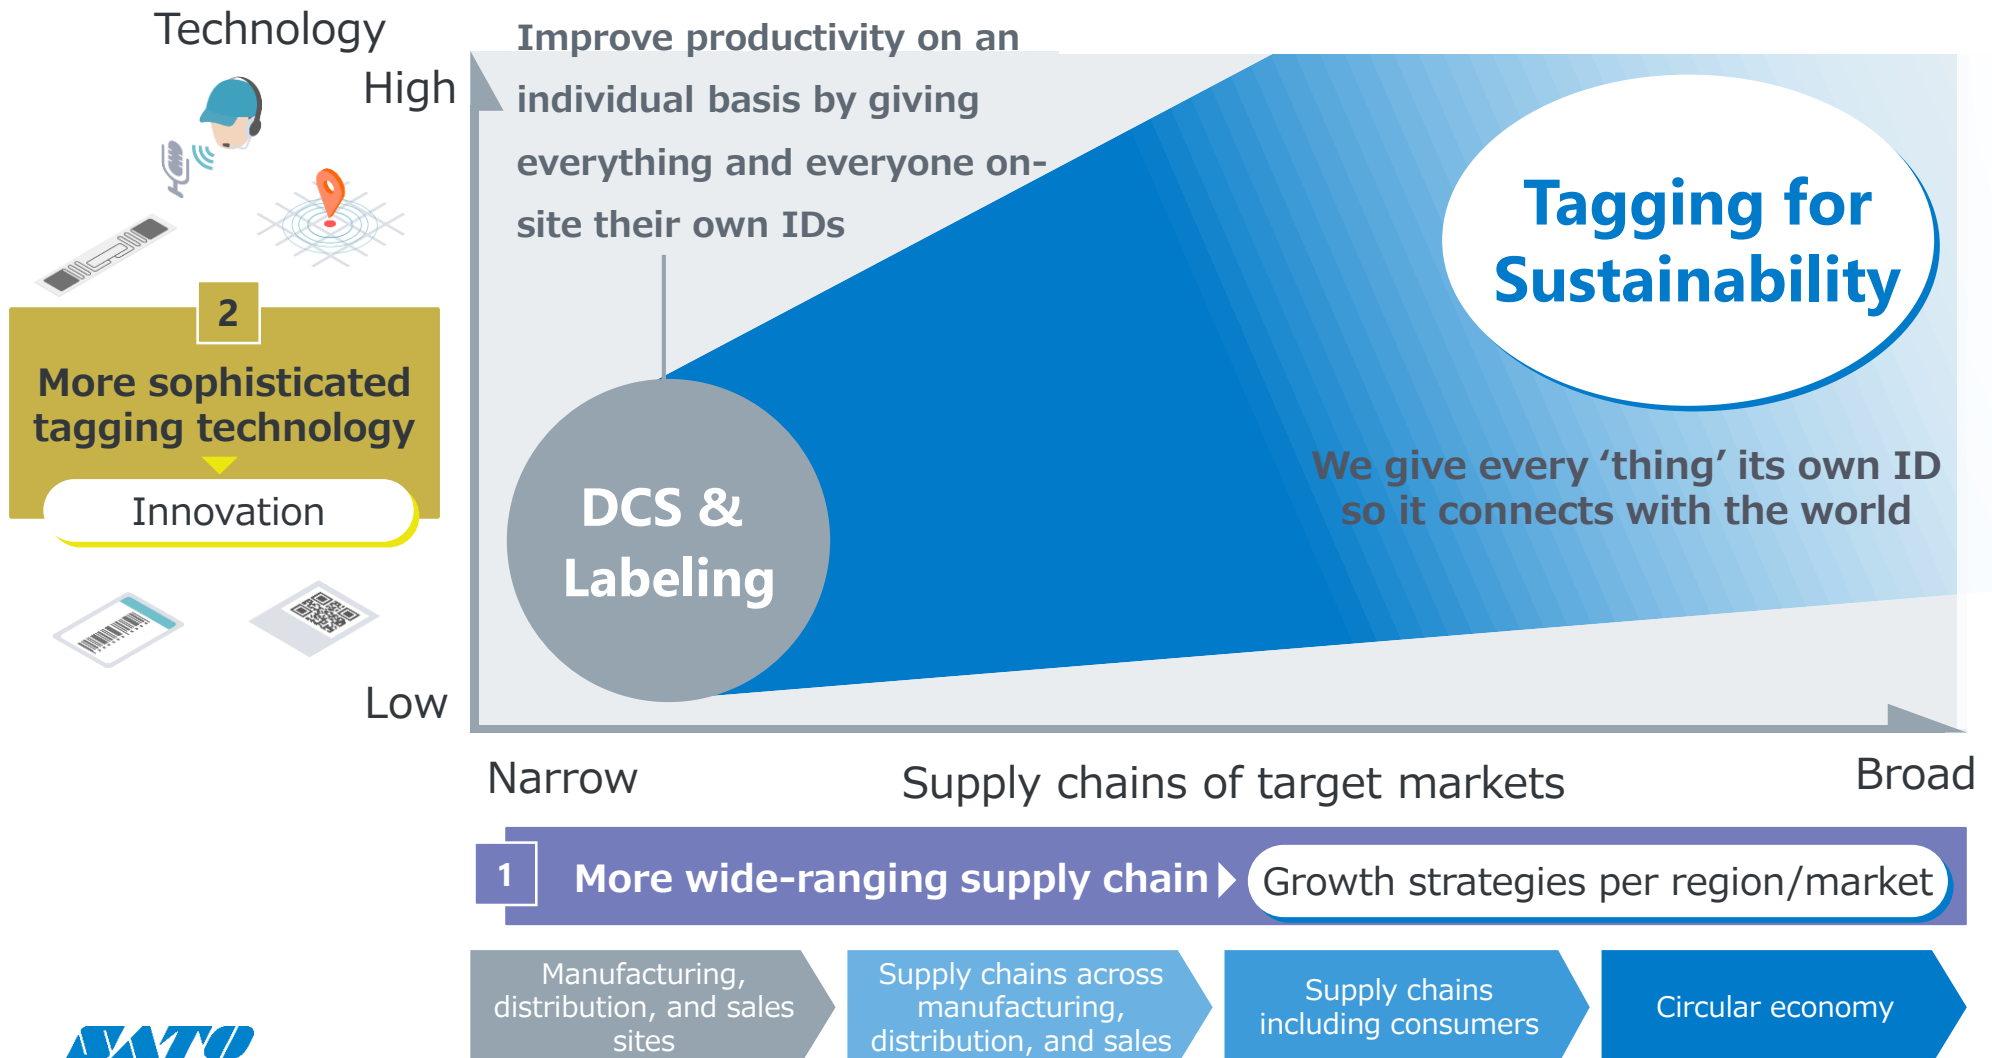 Technology
High
Improve productivity on an
individual basis by giving
everything and everyone on-
site their own IDs
Tagging for
Sustainability
2
More sophisticated
tagging technology
Innovation
DCS &
Labeling
We give every ‘thing’ its own ID
so it connects with the world
Low
Narrow
Supply chains of target markets
Broad
1
More wide-ranging supply chain
Growth strategies per region/market
Manufacturing,
distribution, and sales
sites
Supply chains across
manufacturing,
distribution, and sales
Supply chains
including consumers
Circular economy
SATO